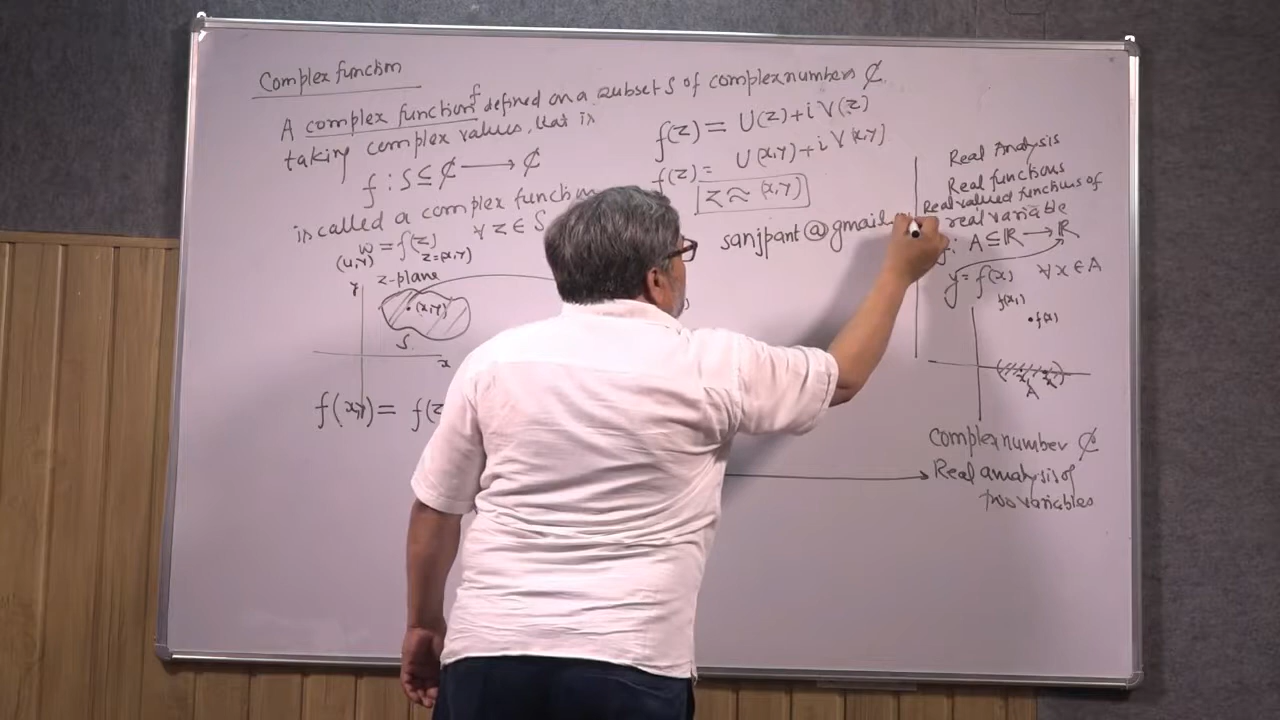 Complex function
A complex function f defined on a subset S of complex numbers ₵
taking complex values, that is
f : S ⊆ ₵ ⟶ ₵
is called a complex function
w = f(z) ∀ z ∈ S
(u,v) z=(x,y)
z-plane
y
(x,y)
S
x
f(x,y) = f(z
f(z) = U(z) + i V(z)
f(z) = U(x,y) + i V(x,y)
z ≈ (x,y)
sanjpant@gmail.
Real Analysis
Real functions
Real valued functions of
real variable
f: A ⊆ ℝ ⟶ ℝ
y = f(x) ∀ x ∈ A
f(x₁)
f(x)
A
complex number ₵
Real analysis of
two variables